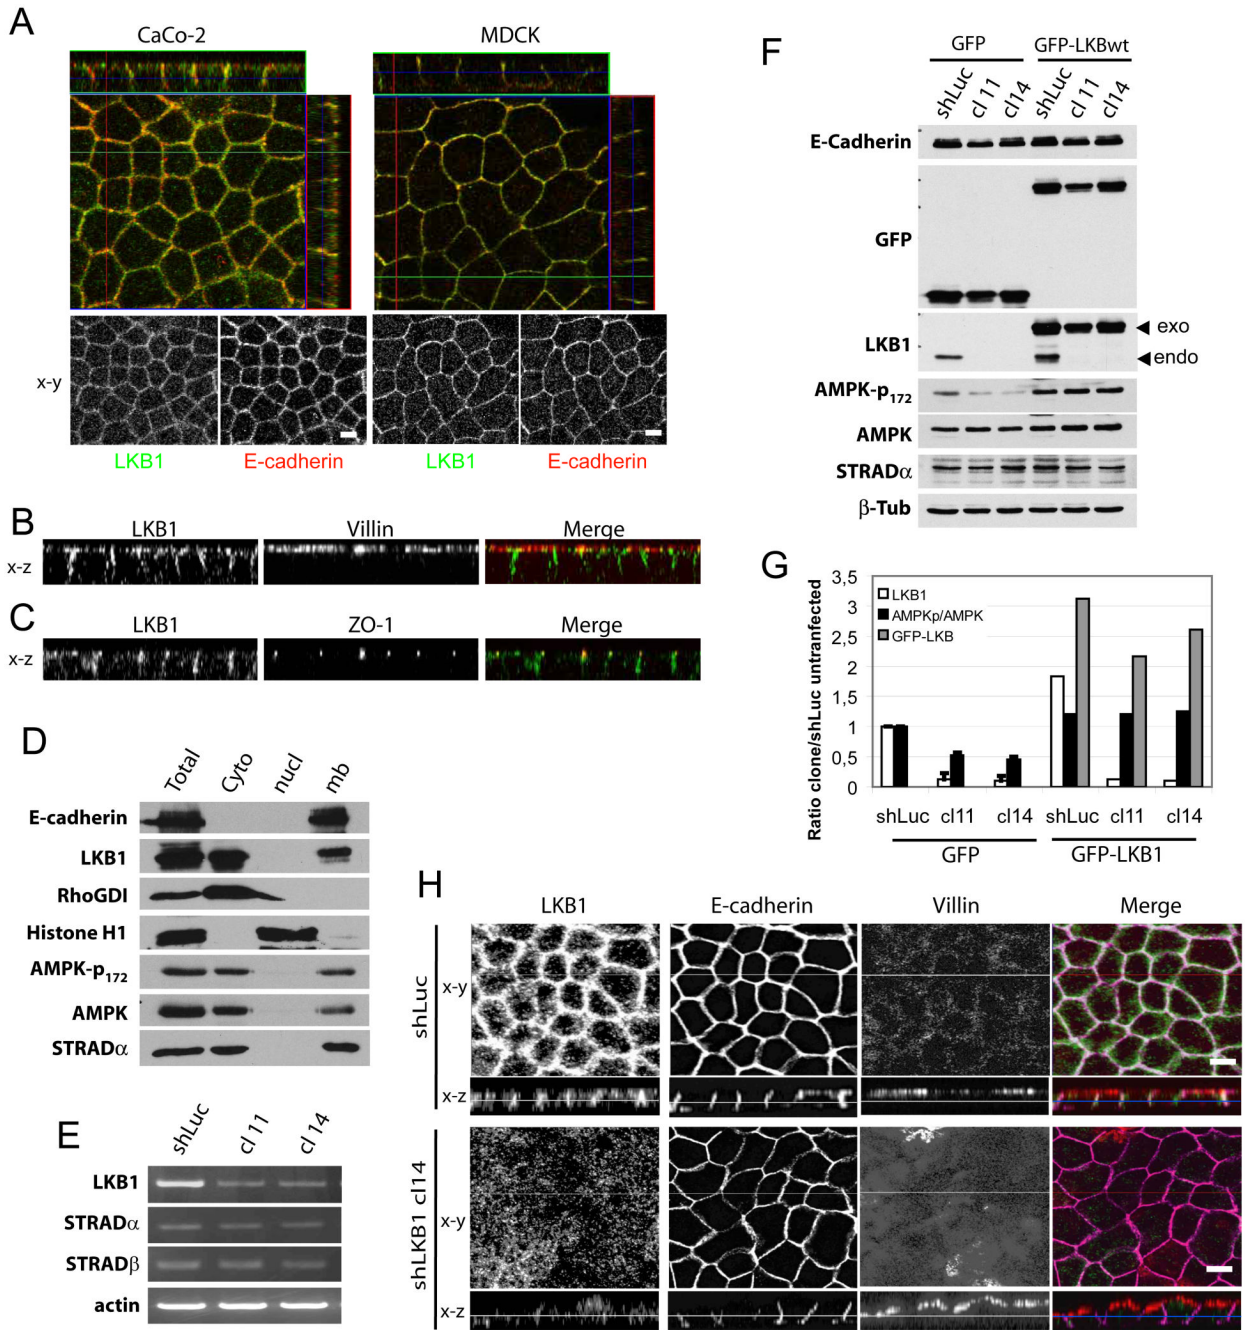 A
CaCo-2
MDCK
x-y
LKB1
E-cadherin
LKB1
E-cadherin
B
LKB1
Villin
Merge
x-z
C
LKB1
ZO-1
Merge
x-z
D
Total
Cyto
nucl
mb
E-cadherin
LKB1
RhoGDI
Histone H1
AMPK-p172
AMPK
STRADα
E
shLuc
cl 11
cl 14
LKB1
STRADα
STRADβ
actin
F
GFP
GFP-LKBwt
shLuc
cl 11
cl14
shLuc
cl 11
cl14
E-Cadherin
GFP
LKB1
exo
endo
AMPK-p172
AMPK
STRADα
β-Tub
G
Ratio clone/shLuc untranfected
3,5
3
2,5
2
1,5
1
0,5
0
LKB1
AMPKp/AMPK
GFP-LKB
shLuc
cl11
cl14
shLuc
cl11
cl14
GFP
GFP-LKB1
H
LKB1
E-cadherin
Villin
Merge
shLuc
x-y
x-z
shLKB1 cl14
x-y
x-z